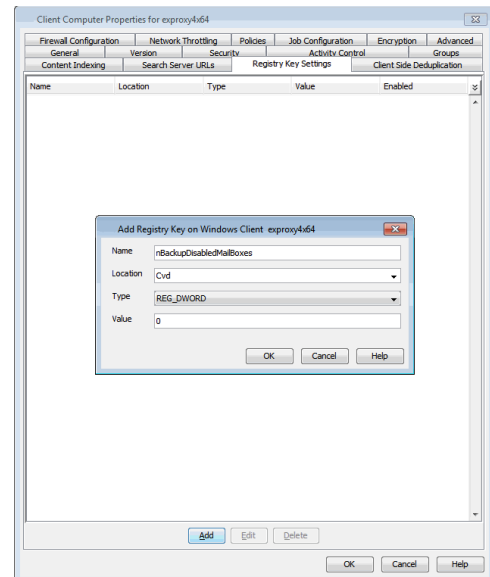 Client Computer Properties for exproxy4x64
Firewall Configuration Network Throttling Policies Job Configuration Encryption Advanced
General Version Security Activity Control Groups
Content Indexing Search Server URLs Registry Key Settings Client Side Deduplication
Name Location Type Value Enabled
Add Registry Key on Windows Client exproxy4x64
Name nBackupDisabledMailBoxes
Location Cvd
Type REG_DWORD
Value 0
OK Cancel Help
Add Edit Delete
OK Cancel Help